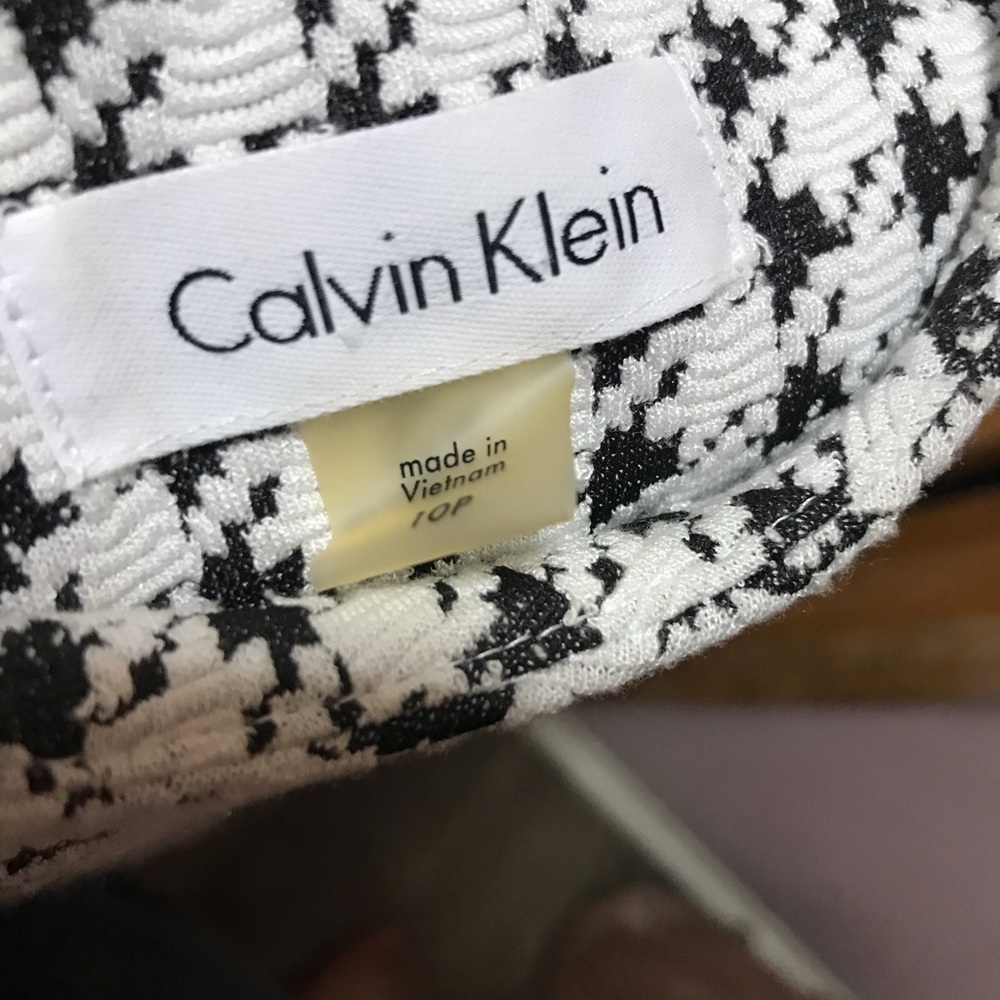 Calvin Klein
made in
Vietnam
10P